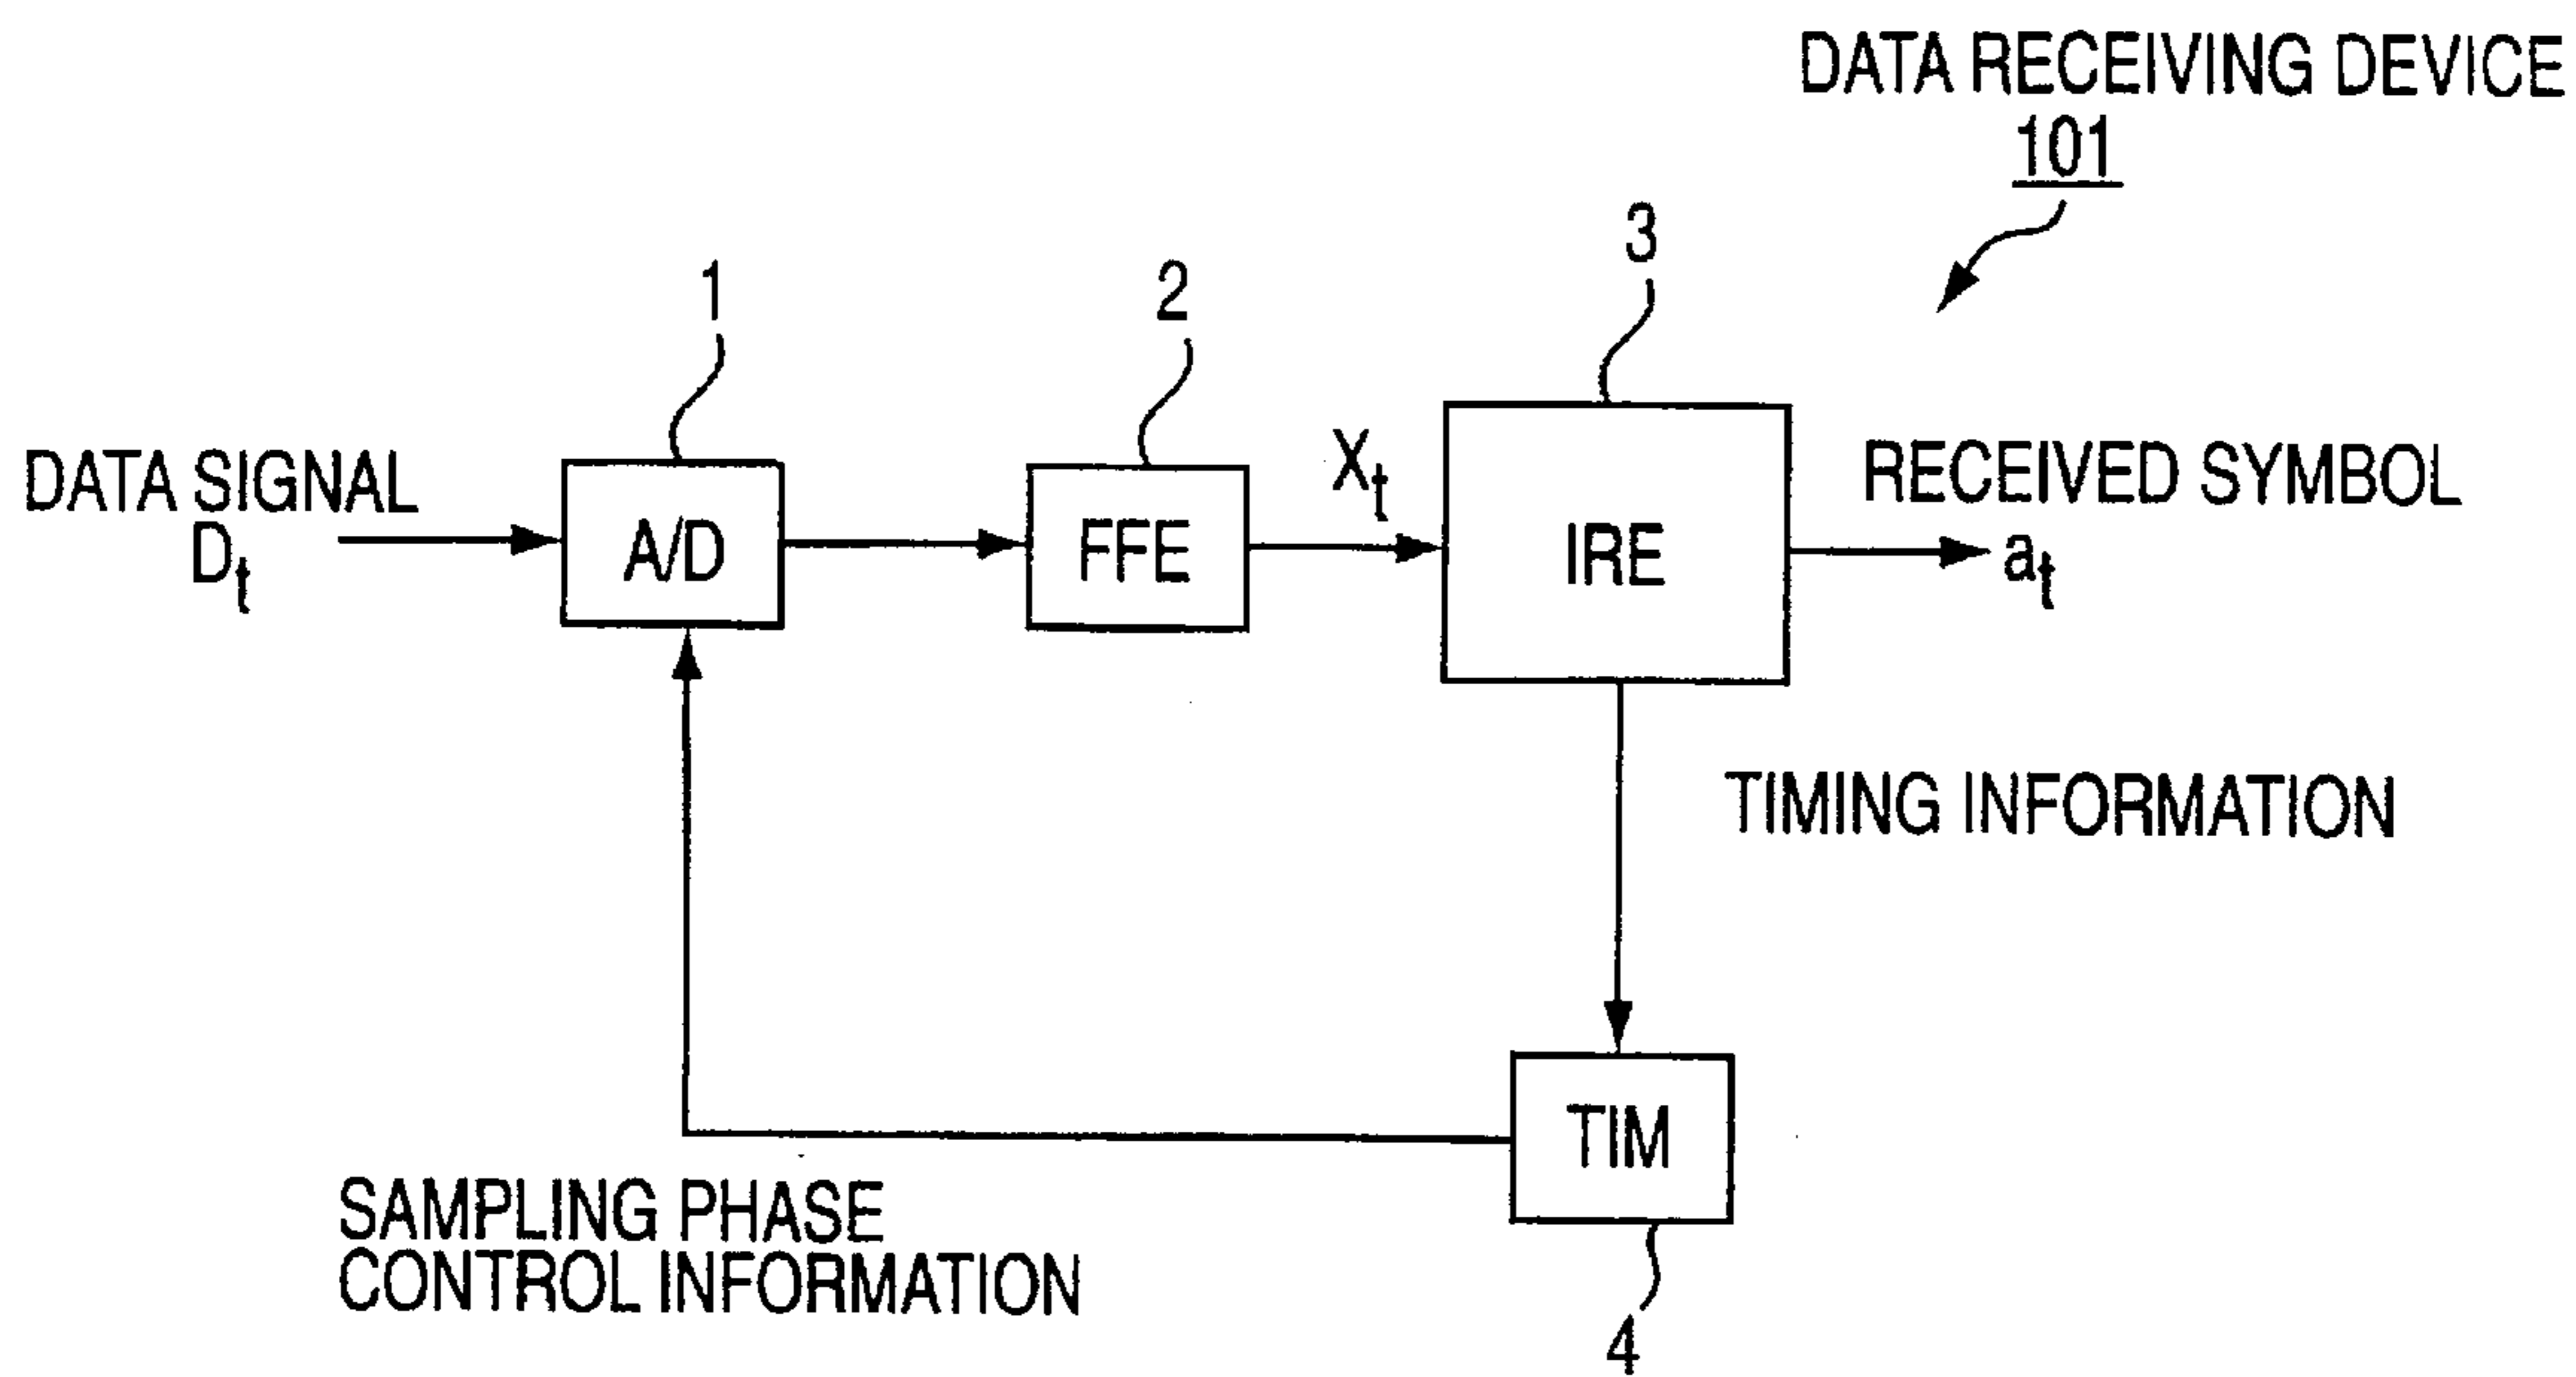 DATA RECEIVING DEVICE
101
1
2
3
DATA SIGNAL
Dt
A/D
FFE
Xt
IRE
RECEIVED SYMBOL
at
TIMING INFORMATION
TIM
SAMPLING PHASE
CONTROL INFORMATION
4